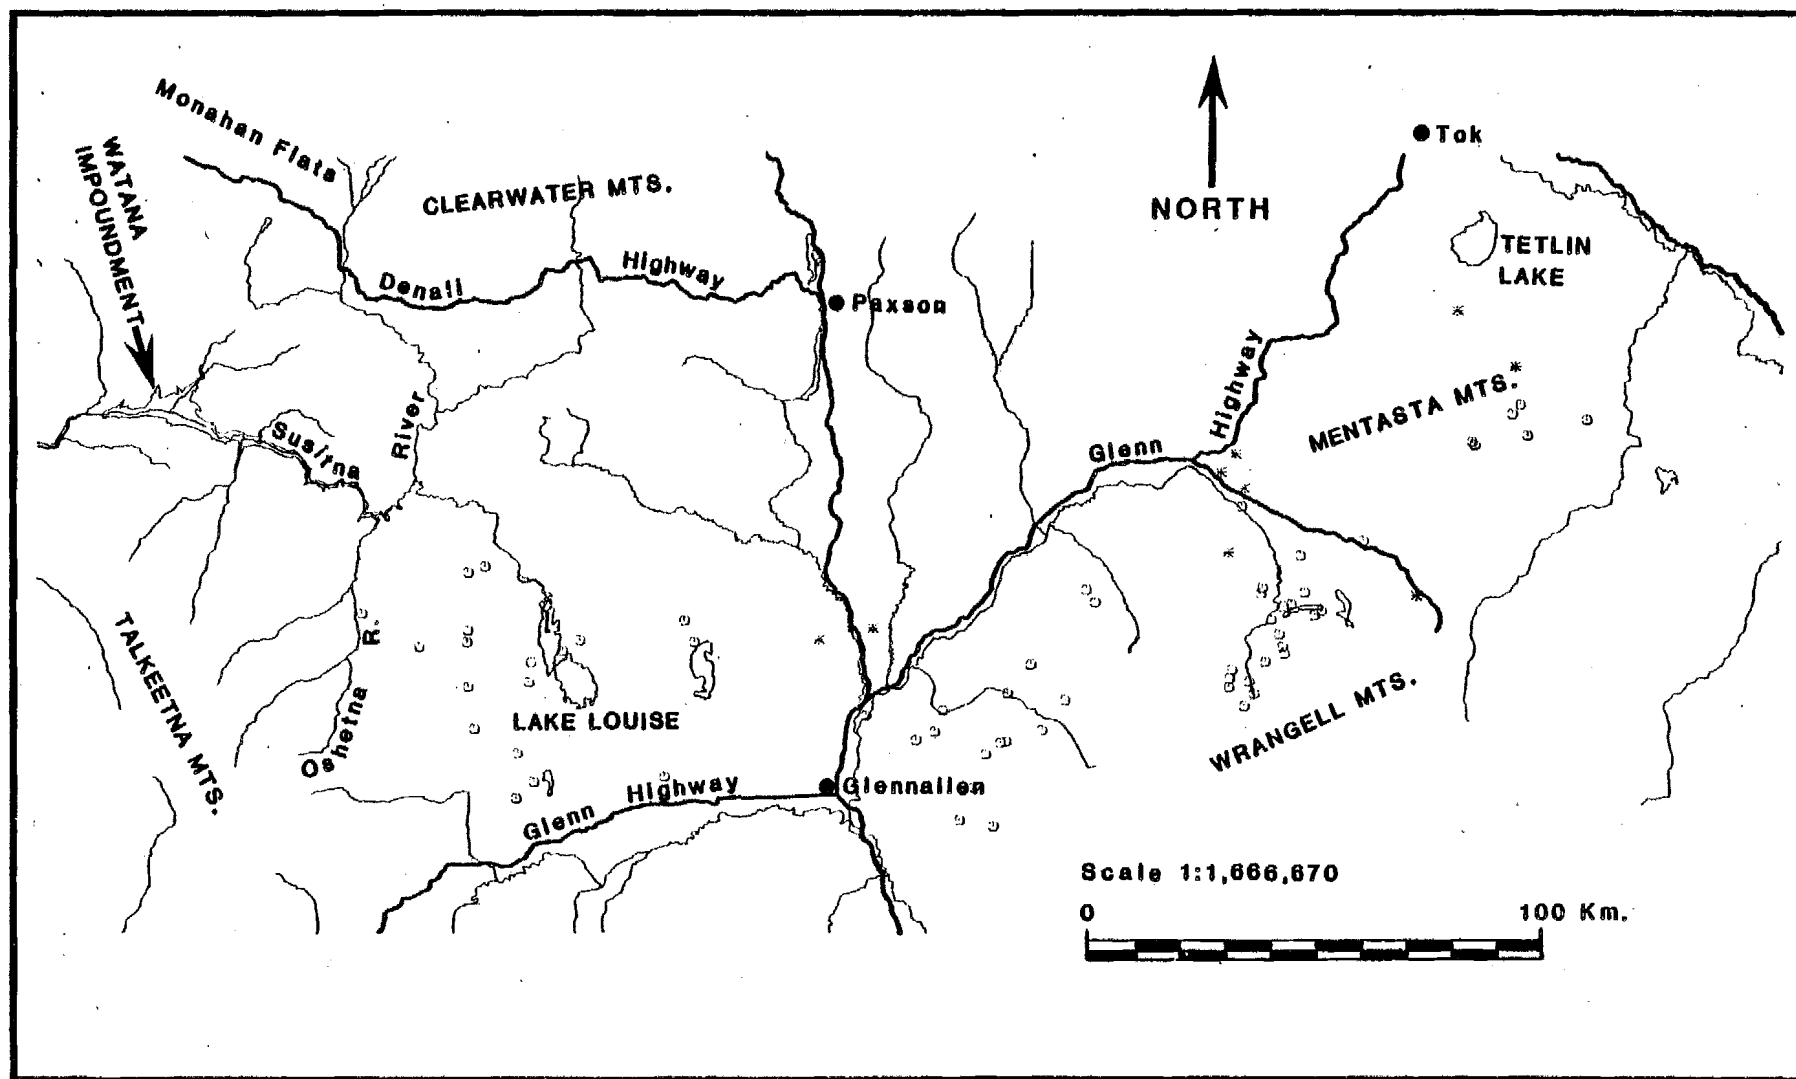 Monahan Flats
WATANA
IMPOUNDMENT
CLEARWATER MTS.
Denali Highway
Paxson
NORTH
Tok
TETLIN
LAKE
Susitna
River
Glenn Highway
MENTASTA MTS.
TALKEETNA MTS.
Oshetna R.
LAKE LOUISE
WRANGELL MTS.
Glenn Highway
Glennallen
Scale 1:1,666,670
0 100 Km.